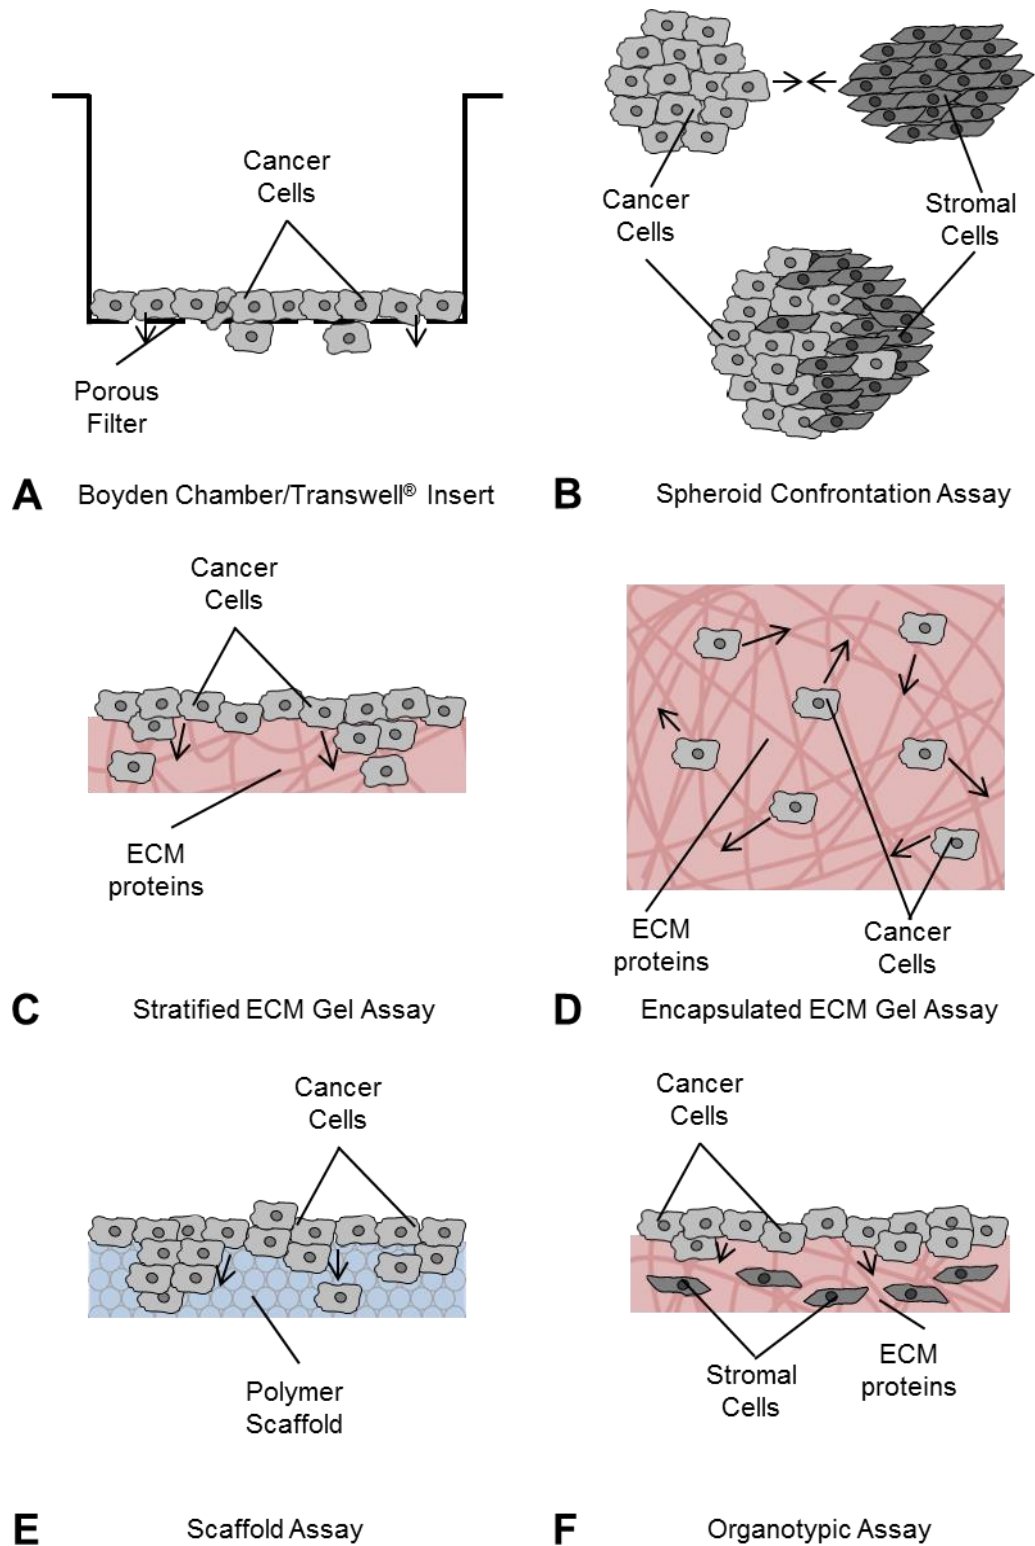 Cancer
Cells
Porous
Filter
A Boyden Chamber/Transwell® Insert
Cancer
Cells
Stromal
Cells
B Spheroid Confrontation Assay
Cancer
Cells
ECM
proteins
C Stratified ECM Gel Assay
ECM
proteins
Cancer
Cells
D Encapsulated ECM Gel Assay
Cancer
Cells
Polymer
Scaffold
E Scaffold Assay
Cancer
Cells
Stromal
Cells
ECM
proteins
F Organotypic Assay